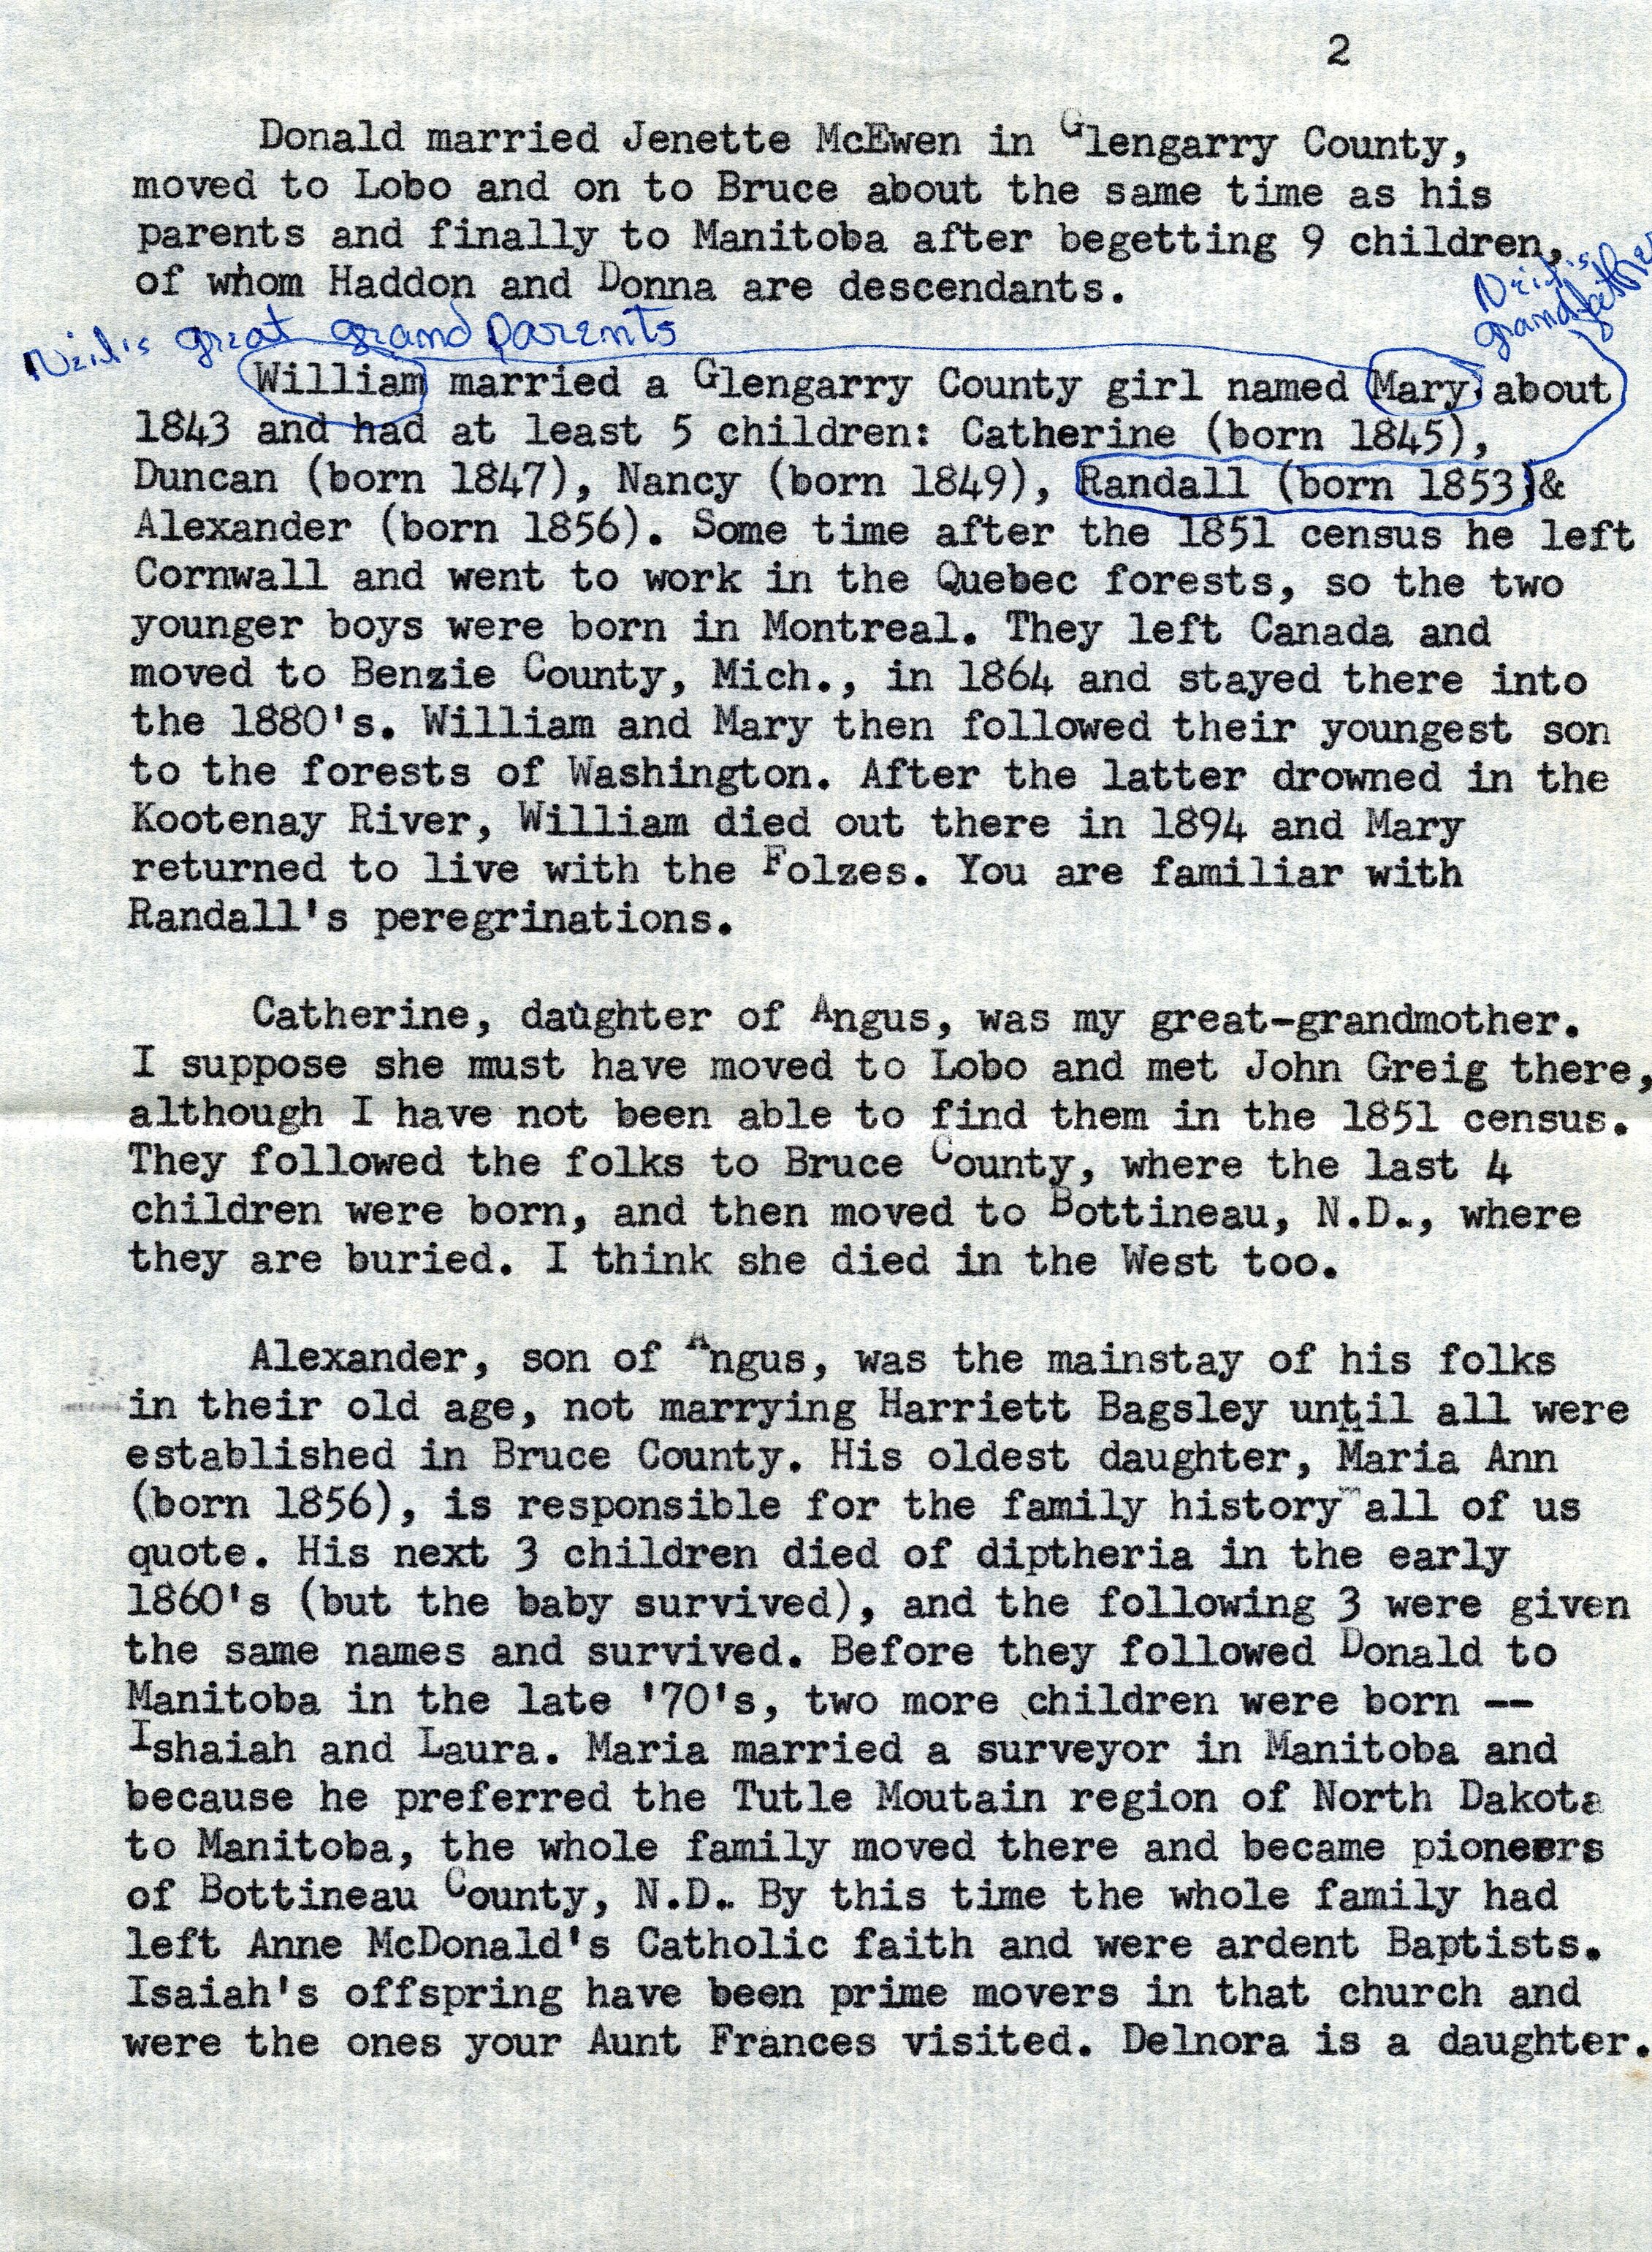 2
Donald married Jenette McEwen in Glengarry County,
moved to Lobo and on to Bruce about the same time as his
parents and finally to Manitoba after begetting 9 children,
of whom Haddon and Donna are descendants.
Neil's grandfather
Neil's great grand parents
William married a Glengarry County girl named Mary about
1843 and had at least 5 children: Catherine (born 1845),
Duncan (born 1847), Nancy (born 1849), Randall (born 1853)&
Alexander (born 1856). Some time after the 1851 census he left
Cornwall and went to work in the Quebec forests, so the two
younger boys were born in Montreal. They left Canada and
moved to Benzie County, Mich., in 1864 and stayed there into
the 1880's. William and Mary then followed their youngest son
to the forests of Washington. After the latter drowned in the
Kootenay River, William died out there in 1894 and Mary
returned to live with the Folzes. You are familiar with
Randall's peregrinations.
Catherine, daughter of Angus, was my great-grandmother.
I suppose she must have moved to Lobo and met John Greig there,
although I have not been able to find them in the 1851 census.
They followed the folks to Bruce County, where the last 4
children were born, and then moved to Bottineau, N.D., where
they are buried. I think she died in the West too.
Alexander, son of Angus, was the mainstay of his folks
in their old age, not marrying Harriett Bagsley until all were
established in Bruce County. His oldest daughter, Maria Ann
(born 1856), is responsible for the family history all of us
quote. His next 3 children died of diptheria in the early
1860's (but the baby survived), and the following 3 were given
the same names and survived. Before they followed Donald to
Manitoba in the late '70's, two more children were born --
Ishaiah and Laura. Maria married a surveyor in Manitoba and
because he preferred the Tutle Moutain region of North Dakota
to Manitoba, the whole family moved there and became pioneers
of Bottineau County, N.D. By this time the whole family had
left Anne McDonald's Catholic faith and were ardent Baptists.
Isaiah's offspring have been prime movers in that church and
were the ones your Aunt Frances visited. Delnora is a daughter.